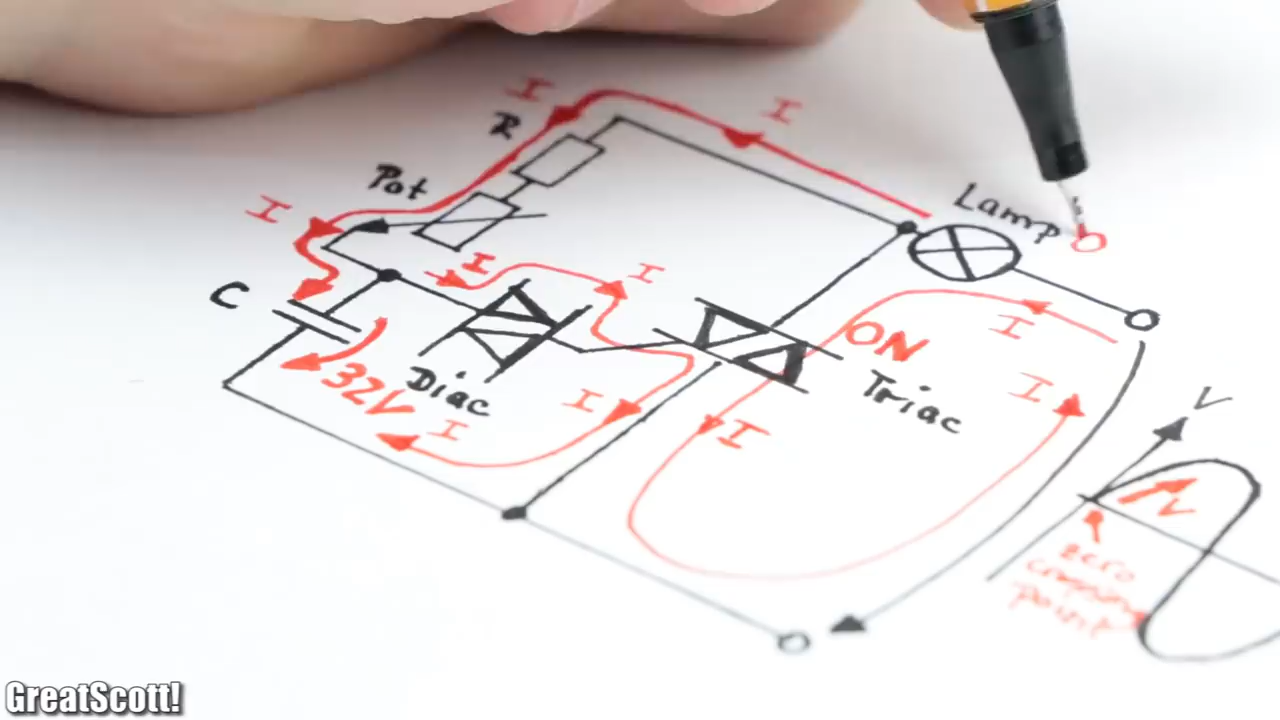 I
I
R
Pot
Lamp
I
I
I
C
I
ON
32V
Diac
Triac
I
I
I
I
V
V
zero
crossing
point
GreatScott!